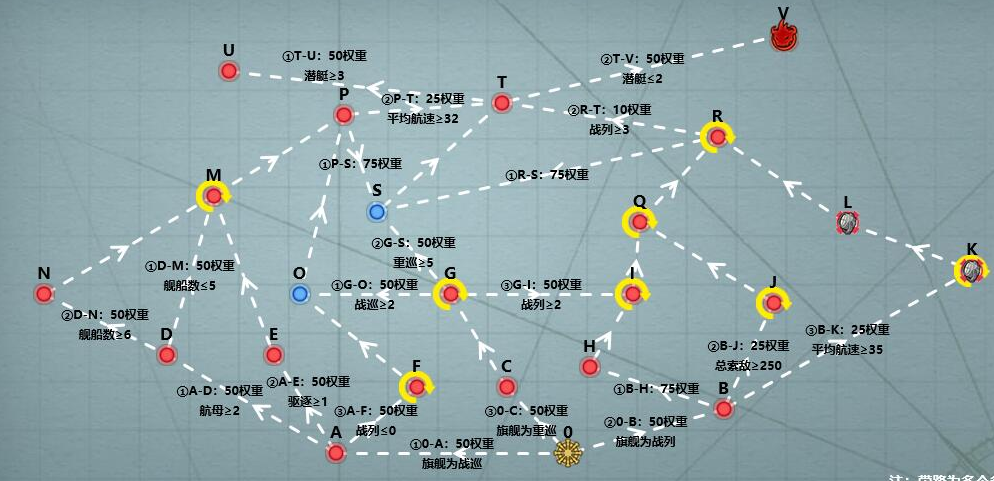 V
U
①T-U：50权重
潜艇≥3
②T-V：50权重
潜艇≤2
T
P
②P-T：25权重
平均航速≥32
②R-T：10权重
战列≥3
R
①P-S：75权重
①R-S：75权重
M
S
Q
L
②G-S：50权重
重巡≥5
K
N
①D-M：50权重
舰船数≤5
O
①G-O：50权重
战巡≥2
G
③G-I：50权重
战列≥2
I
J
②D-N：50权重
舰船数≥6
D
E
H
②B-J：25权重
总索敌≥250
③B-K：25权重
平均航速≥35
①A-D：50权重
航母≥2
②A-E：50权重
驱逐≥1
F
C
①B-H：75权重
B
③A-F：50权重
战列≤0
③0-C：50权重
旗舰为重巡
②0-B：50权重
旗舰为战列
A
①0-A：50权重
旗舰为战巡
0